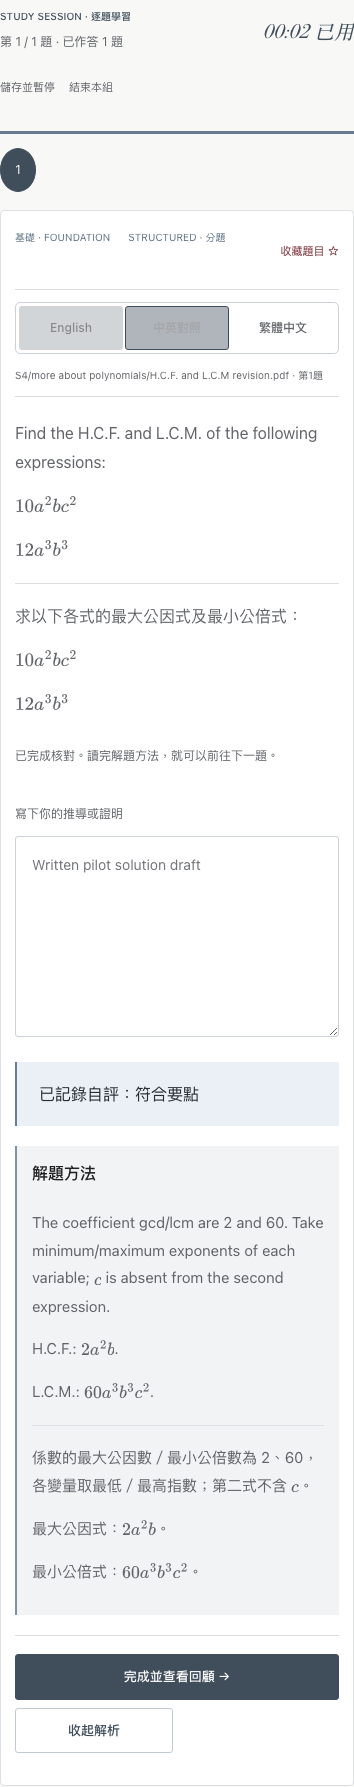 STUDY SESSION · 逐題學習
00:02 已用
第 1 / 1 題 · 已作答 1 題
儲存並暫停 結束本組
1
基礎 · FOUNDATION STRUCTURED · 分題
收藏題目 ☆
English 中英對照 繁體中文
S4/more about polynomials/H.C.F. and L.C.M revision.pdf · 第1題
Find the H.C.F. and L.C.M. of the following
expressions:
10a²bc²
12a³b³
求以下各式的最大公因式及最小公倍式：
10a²bc²
12a³b³
已完成核對。讀完解題方法，就可以前往下一題。
寫下你的推導或證明
Written pilot solution draft
已記錄自評：符合要點
解題方法
The coefficient gcd/lcm are 2 and 60. Take
minimum/maximum exponents of each
variable; c is absent from the second
expression.
H.C.F.: 2a²b.
L.C.M.: 60a³b³c².
係數的最大公因數 / 最小公倍數為 2、60，
各變量取最低 / 最高指數；第二式不含 c。
最大公因式：2a²b。
最小公倍式：60a³b³c²。
完成並查看回顧 →
收起解析